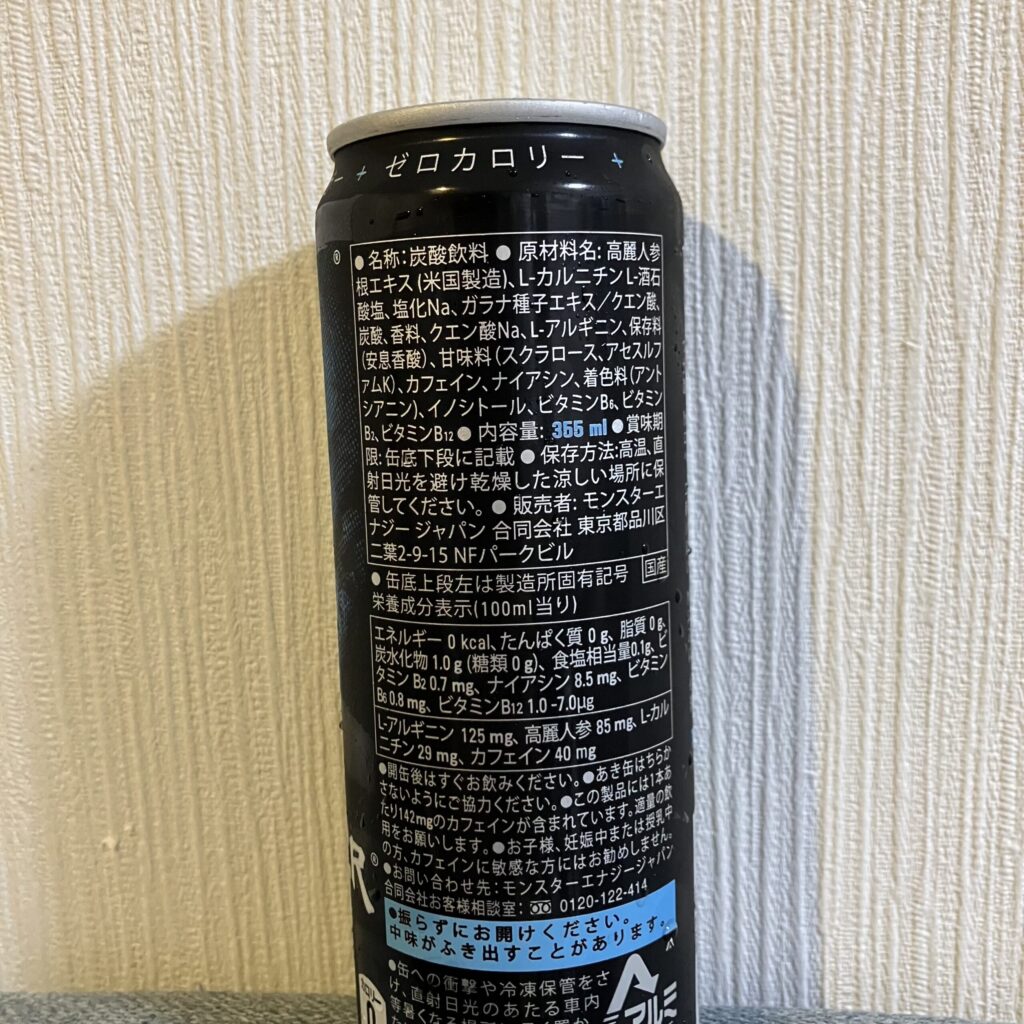 ー + ゼロカロリー +
®
● 名称：炭酸飲料 ● 原材料名: 高麗人参
根エキス (米国製造)、L-カルニチンL-酒石
酸塩、塩化Na、ガラナ種子エキス／クエン酸、
炭酸、香料、クエン酸Na、L-アルギニン、保存料
(安息香酸)、甘味料 (スクラロース、アセスルフ
ァムK)、カフェイン、ナイアシン、着色料(アント
シアニン)、イノシトール、ビタミンB6、ビタミン
B2、ビタミンB12 ● 内容量: 355 ml ● 賞味期
限: 缶底下段に記載 ● 保存方法:高温、直
射日光を避け乾燥した涼しい場所に保
管してください。 ● 販売者: モンスターエ
ナジー ジャパン 合同会社 東京都品川区
二葉2-9-15 NFパークビル
● 缶底上段左は製造所固有記号 国産
栄養成分表示(100ml当り)
エネルギー 0 kcal、たんぱく質 0 g、脂質 0 g、
炭水化物 1.0 g (糖類 0 g)、食塩相当量0.1g、ビ
タミン B2 0.7 mg、ナイアシン 8.5 mg、ビタミン
B6 0.8 mg、ビタミンB12 1.0 -7.0μg
L-アルギニン 125 mg、高麗人参 85 mg、L-カル
ニチン 29 mg、カフェイン 40 mg
●開缶後はすぐお飲みください。●あき缶はちらか
さないようにご協力ください。●この製品には1本あ
たり142mgのカフェインが含まれています。適量の飲
用をお願いします。●お子様、妊娠中または授乳中
の方、カフェインに敏感な方にはお勧めしません。
●お問い合わせ先：モンスターエナジージャパン
合同会社お客様相談室: 0120-122-414
R®
●振らずにお開けください。
中味がふき出すことがあります。
●缶への衝撃や冷凍保管をさ
け、直射日光のあたる車内
等暑くなる
アルミ
カロリー
0